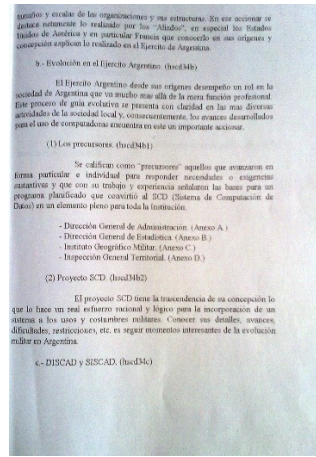 tamaños y escalas de las organizaciones y sus estructuras. En ese accionar se
destaca netamente lo realizado por los "Aliados", en especial los Estados
Unidos de América y en particular Francia que conocerlo en sus orígenes y
concepción explican lo realizado en el Ejercito de Argentina.
b.- Evolución en el Ejercito Argentino. (hscd34b)
El Ejercito Argentino desde sus orígenes desempeño un rol en la
sociedad de Argentina que va mucho mas allá de la mera función profesional.
Este proceso de guía evolutiva se presenta con claridad en las mas diversas
actividades de la sociedad local y, consecuentemente, los avances desarrollados
para el uso de computadoras encuentra en este un importante accionar.
(1) Los precursores. (hscd34b1)
Se califican como "precursores" aquellos que avanzaron en
forma particular e individual para responder necesidades o exigencias
sustantivas y que con su trabajo y experiencia señalaron las bases para un
programa planificado que convirtió al SCD (Sistema de Computación de
Datos) en un elemento pleno para toda la Institución.
- Dirección General de Administración. (Anexo A.)
- Dirección General de Estadística. (Anexo B.)
- Instituto Geográfico Militar. (Anexo C.)
- Inspección General Territorial. (Anexo D.)
(2) Proyecto SCD. (hscd34b2)
El proyecto SCD tiene la trascendencia de su concepción lo
que lo hace un real esfuerzo racional y lógico para la incorporación de un
sistema a los usos y costumbres militares. Conocer sus detalles, avances,
dificultades, restricciones, etc. es seguir momentos interesantes de la evolución
militar en Argentina.
c.- DISCAD y SISCAD. (hscd34c)